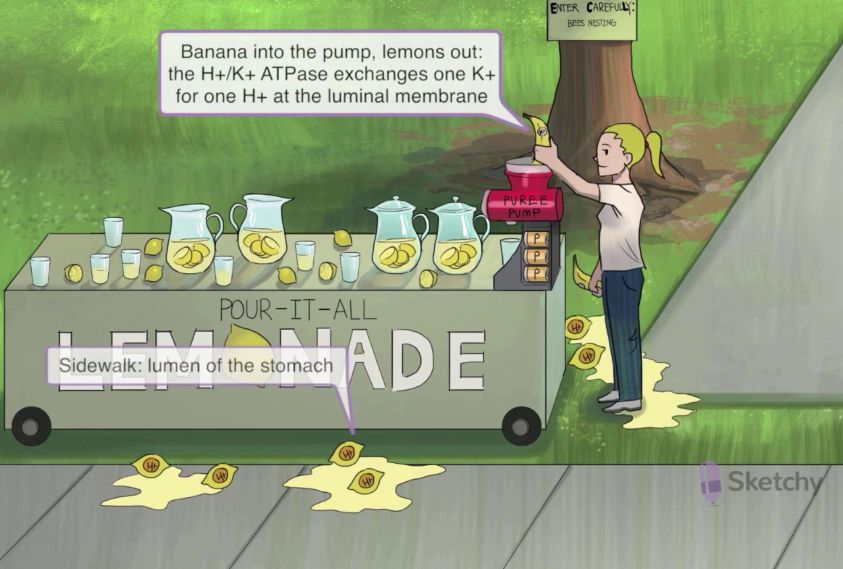 ENTER CAREFULLY:
BEES NESTING
Banana into the pump, lemons out:
the H+/K+ ATPase exchanges one K+
for one H+ at the luminal membrane
K+
PUREE
PUMP
P
P
P
POUR-IT-ALL
LEMONADE
Sidewalk: lumen of the stomach
H+
H+
H+
H+
H+
H+
Sketchy